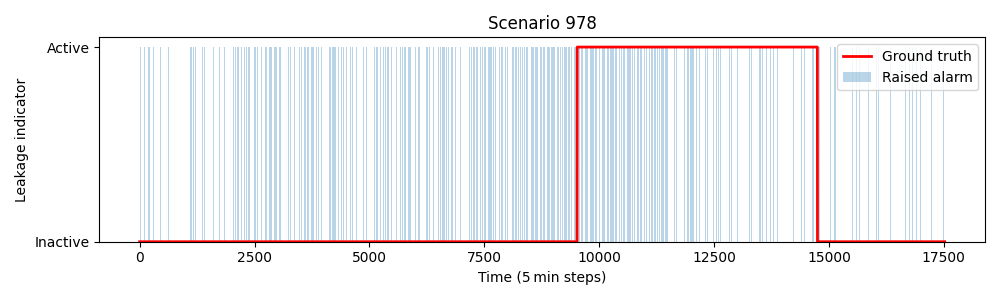 Scenario 978
Active
Inactive
Leakage indicator
Ground truth
Raised alarm
0
2500
5000
7500
10000
12500
15000
17500
Time (5 min steps)